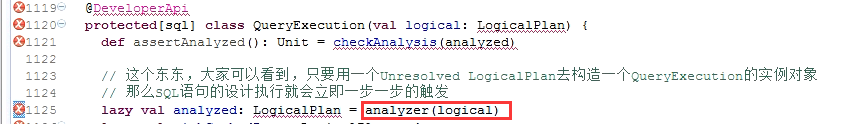 1119 @DeveloperApi
1120 protected[sql] class QueryExecution(val logical: LogicalPlan) {
1121 def assertAnalyzed(): Unit = checkAnalysis(analyzed)
1122
1123 // 这个东东，大家可以看到，只要用一个Unresolved LogicalPlan去构造一个QueryExecution的实例对象
1124 // 那么SQL语句的设计执行就会立即一步一步的触发
1125 lazy val analyzed: LogicalPlan = analyzer(logical)